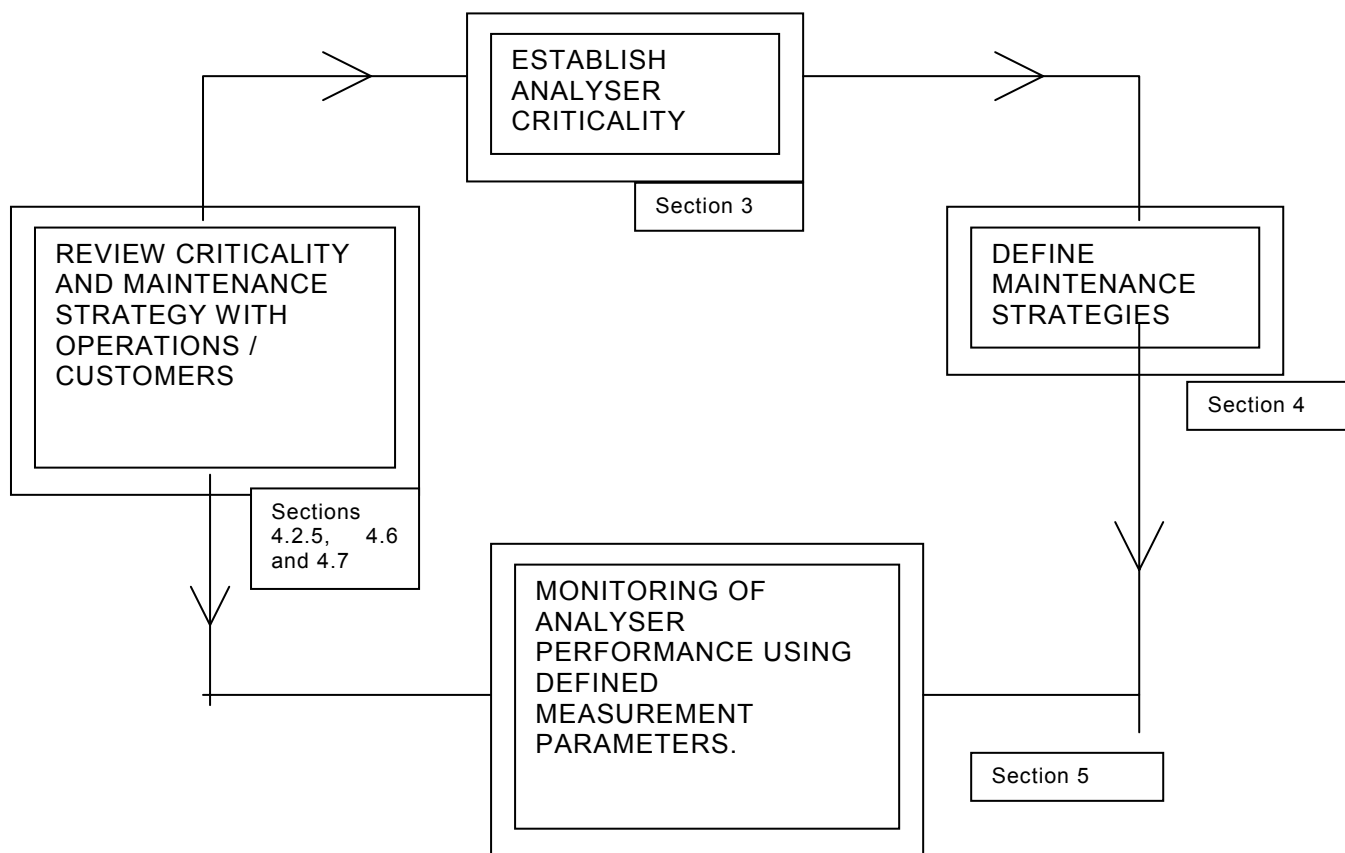 ESTABLISH
ANALYSER
CRITICALITY
Section 3
REVIEW CRITICALITY
AND MAINTENANCE
STRATEGY WITH
OPERATIONS /
CUSTOMERS
Sections
4.2.5, 4.6
and 4.7
DEFINE
MAINTENANCE
STRATEGIES
Section 4
MONITORING OF
ANALYSER
PERFORMANCE USING
DEFINED
MEASUREMENT
PARAMETERS.
Section 5